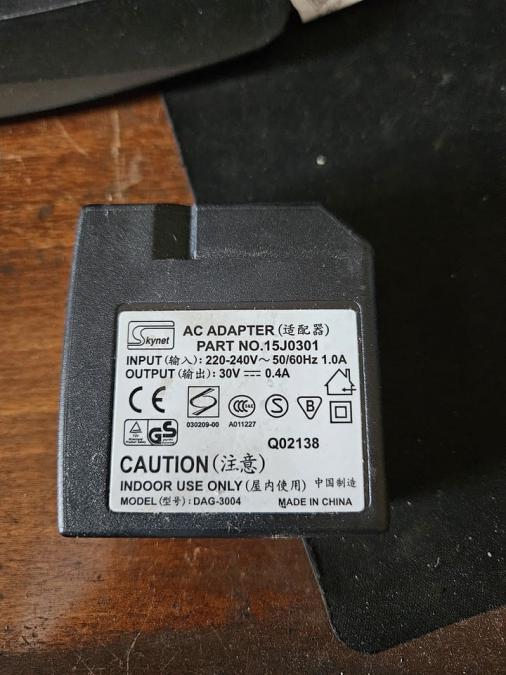 Skynet
AC ADAPTER (适配器)
PART NO.15J0301
INPUT (输入): 220-240V～ 50/60Hz 1.0A
OUTPUT (输出): 30V ⎓ 0.4A
CE
030209-00
CCC S&E
A011227
S
B
TÜV
GS
Q02138
CAUTION (注意)
INDOOR USE ONLY (屋内使用) 中国制造
MODEL (型号): DAG-3004 MADE IN CHINA